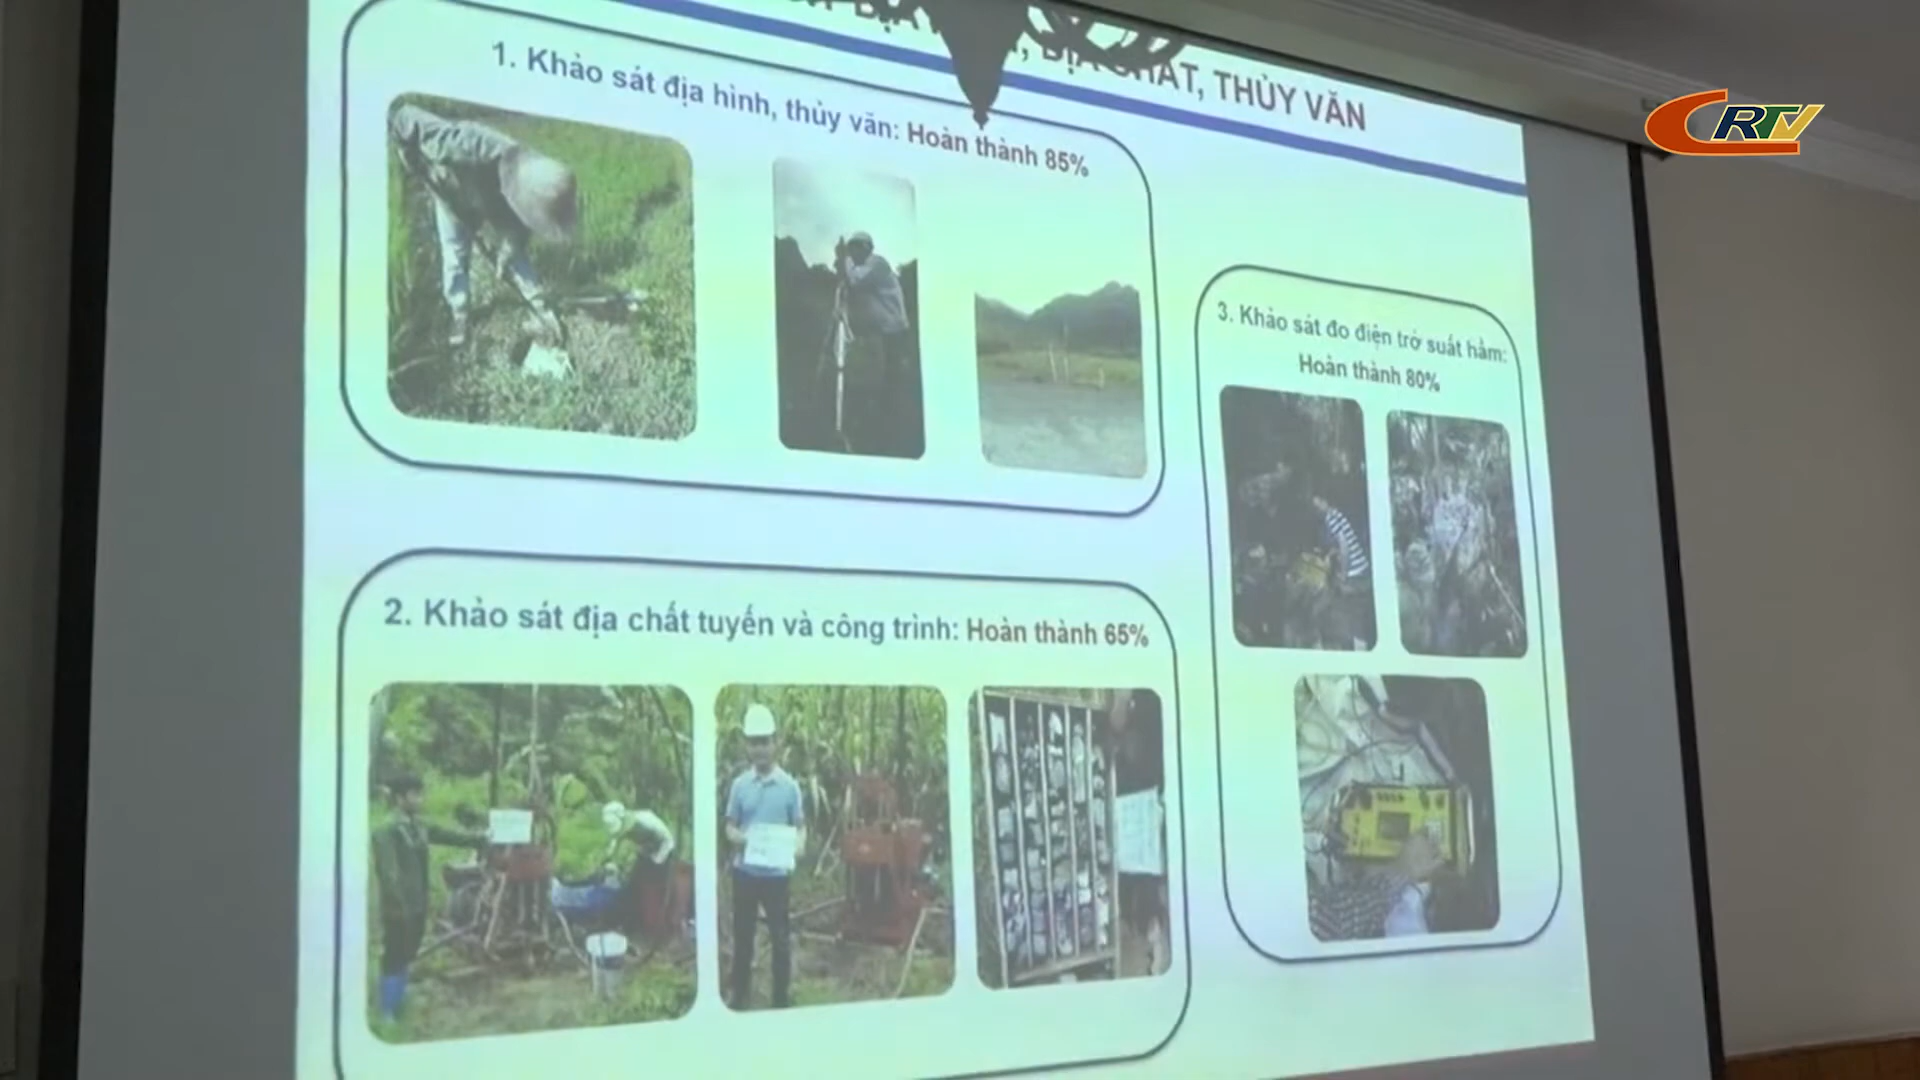 THỦY VĂN
1. Khảo sát địa hình, thủy văn: Hoàn thành 85%
3. Khảo sát đo điện trở suất hầm:
Hoàn thành 80%
2. Khảo sát địa chất tuyến và công trình: Hoàn thành 65%
CRTV